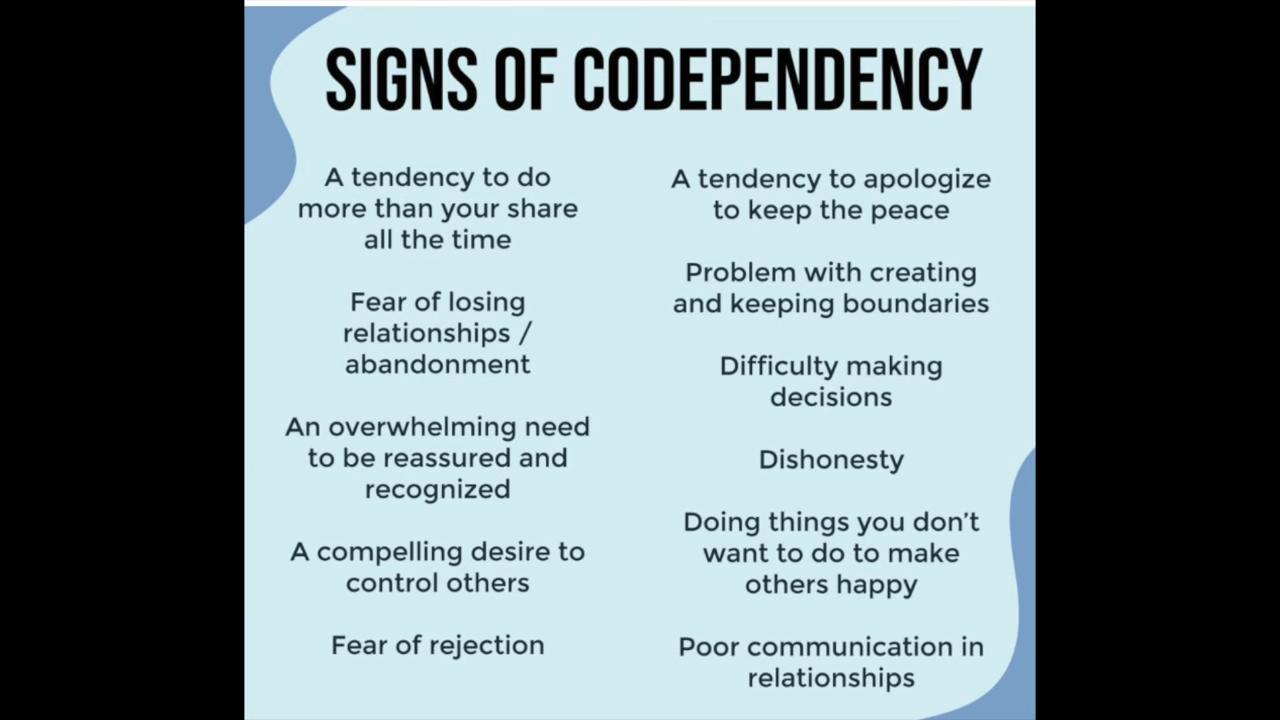 SIGNS OF CODEPENDENCY
A tendency to do
more than your share
all the time
Fear of losing
relationships /
abandonment
An overwhelming need
to be reassured and
recognized
A compelling desire to
control others
Fear of rejection
A tendency to apologize
to keep the peace
Problem with creating
and keeping boundaries
Difficulty making
decisions
Dishonesty
Doing things you don’t
want to do to make
others happy
Poor communication in
relationships